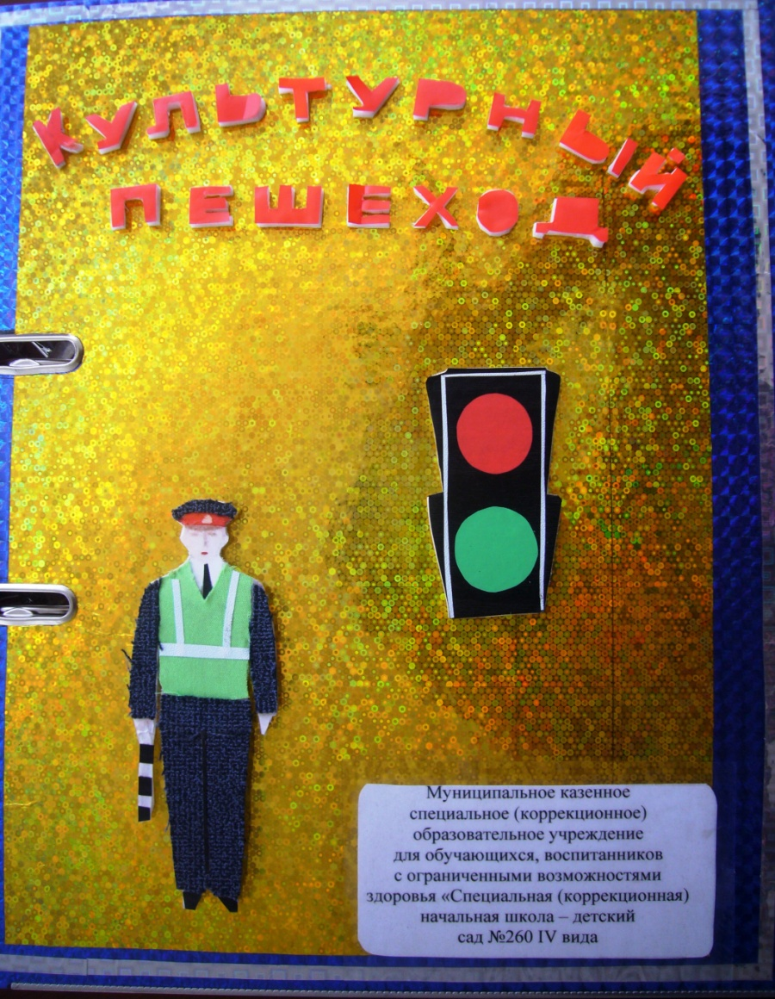 КУЛЬТУРНЫЙ
ПЕШЕХОД
Муниципальное казенное
специальное (коррекционное)
образовательное учреждение
для обучающихся, воспитанников
с ограниченными возможностями
здоровья «Специальная (коррекционная)
начальная школа – детский
сад №260 IV вида